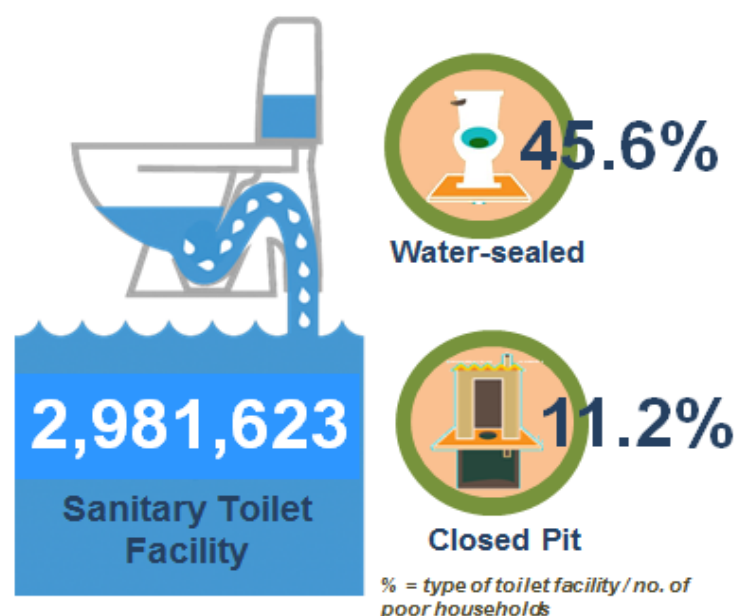 45.6%
Water-sealed
2,981,623
Sanitary Toilet
Facility
11.2%
Closed Pit
% = type of toilet facility / no. of
poor households